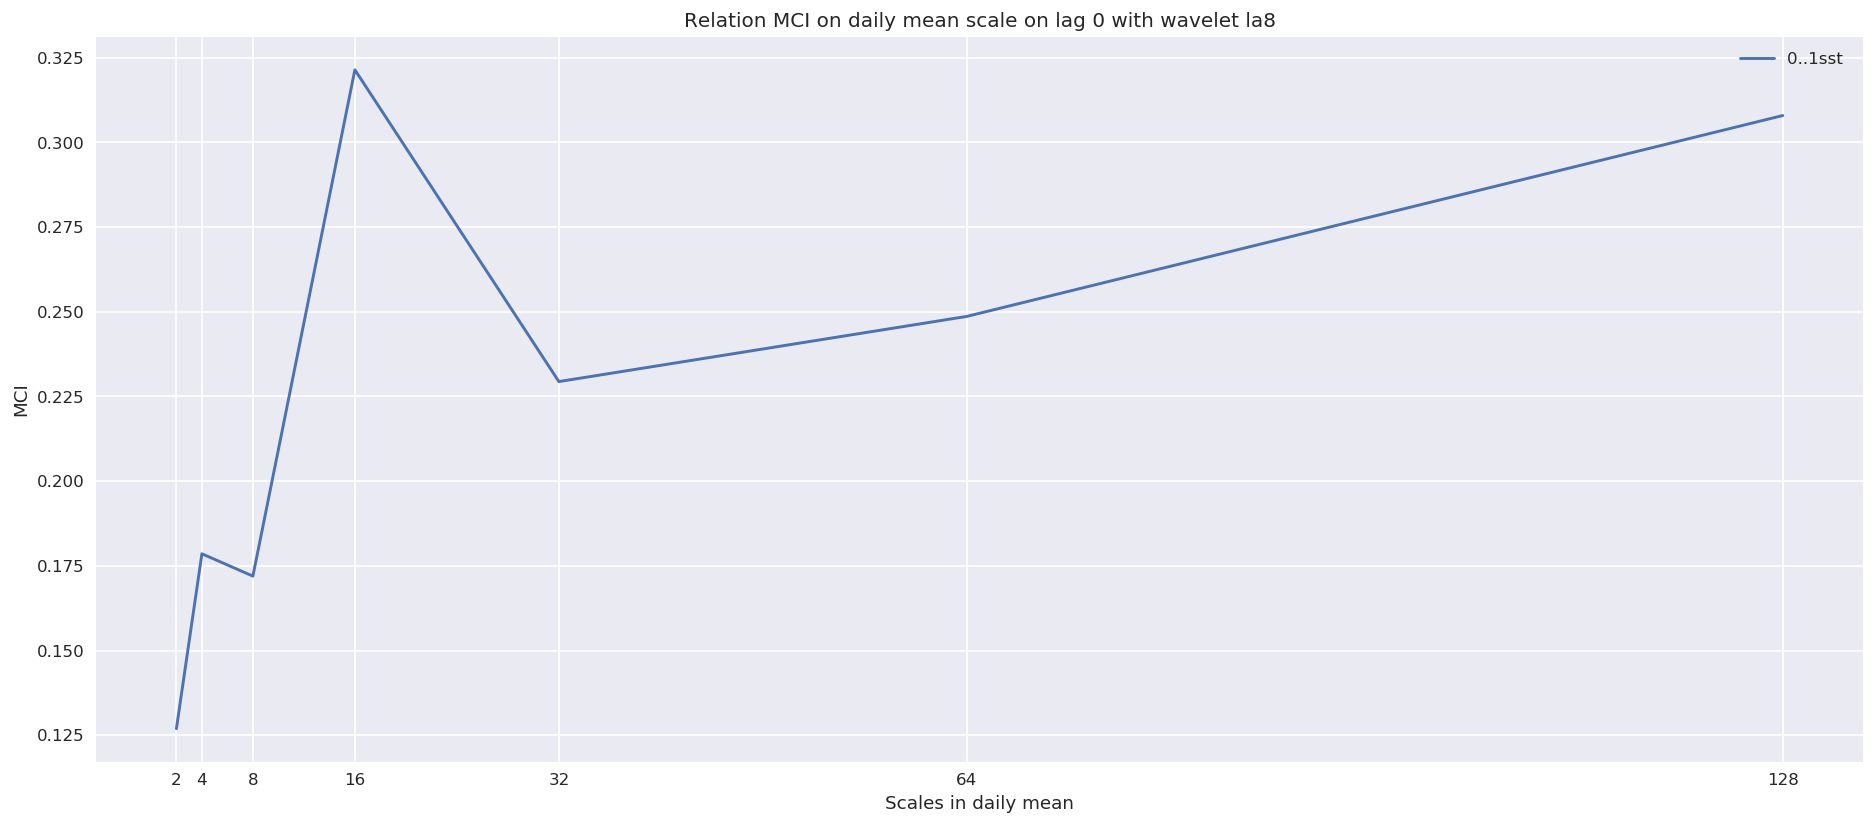 Relation MCI on daily mean scale on lag 0 with wavelet la8
0..1sst
0.325
0.300
0.275
0.250
0.225
0.200
0.175
0.150
0.125
MCI
2 4 8 16 32 64 128
Scales in daily mean